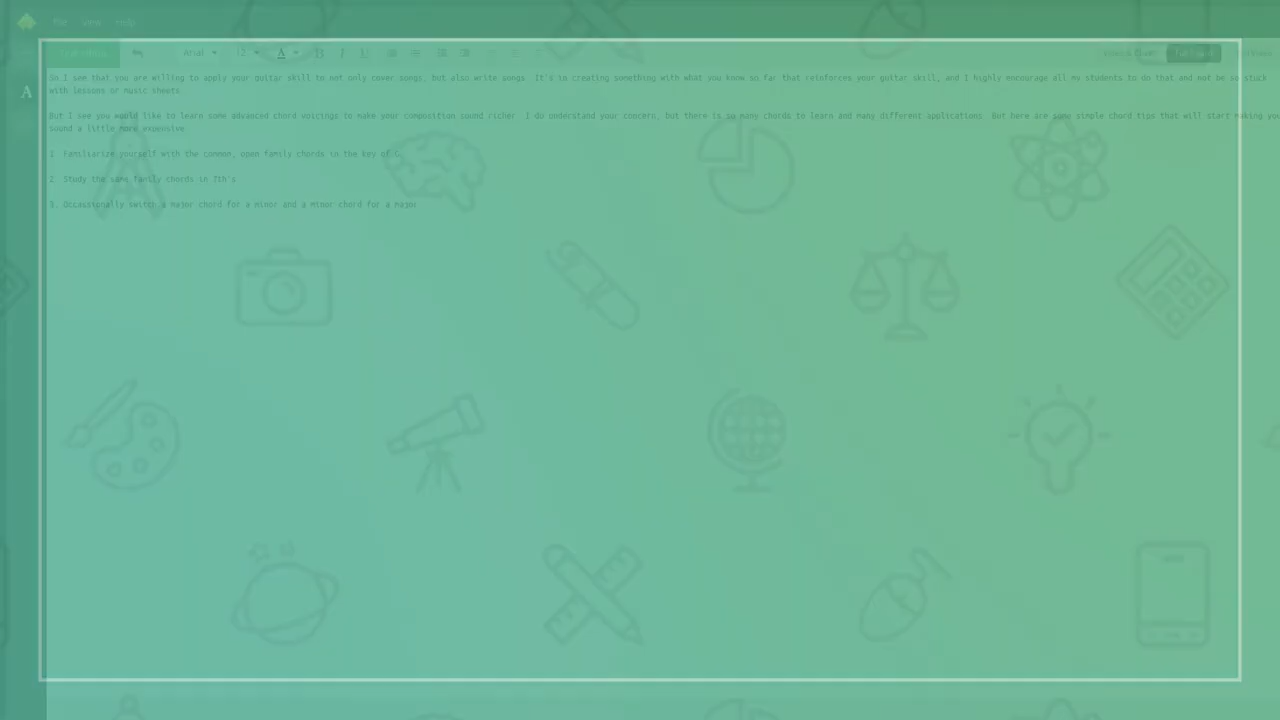 File View Help
Arial 12 A B I U
So I see that you are willing to apply your guitar skill to not only cover songs, but also write songs. It's in creating something with what you know so far that reinforces your guitar skill, and I highly encourage all my students to do that and not be so stuck
with lessons or music sheets.
A
But I see you would like to learn some advanced chord voicings to make your composition sound richer. I do understand your concern, but there is so many chords to learn and many different applications. But here are some simple chord tips that will start making you
sound a little more expensive.
1. Familiarize yourself with the common, open family chords in the key of G.
2. Study the same family chords in 7th's
3. Occassionally switch a major chord for a minor and a minor chord for a major